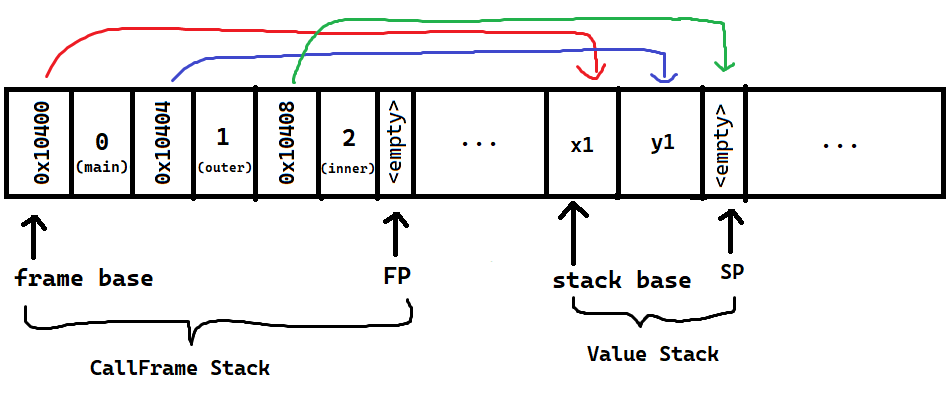 0x10400
0
(main)
0x10404
1
(outer)
0x10408
2
(inner)
<empty>
...
x1
y1
<empty>
...
frame base
FP
stack base
SP
CallFrame Stack
Value Stack